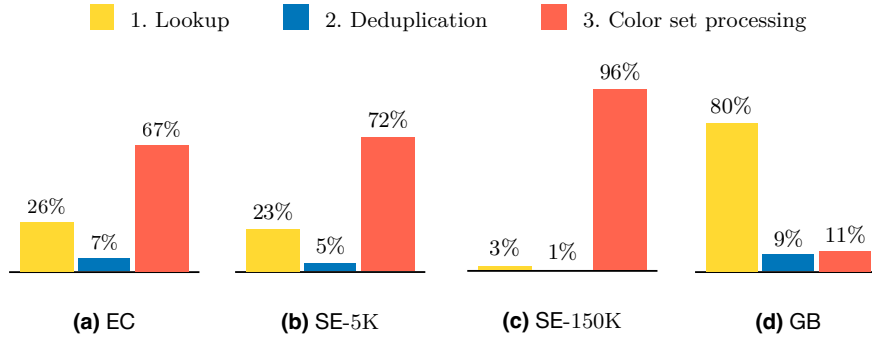 1. Lookup 2. Deduplication 3. Color set processing
26% 7% 67%
23% 5% 72%
3% 1% 96%
80% 9% 11%
(a) EC (b) SE-5K (c) SE-150K (d) GB